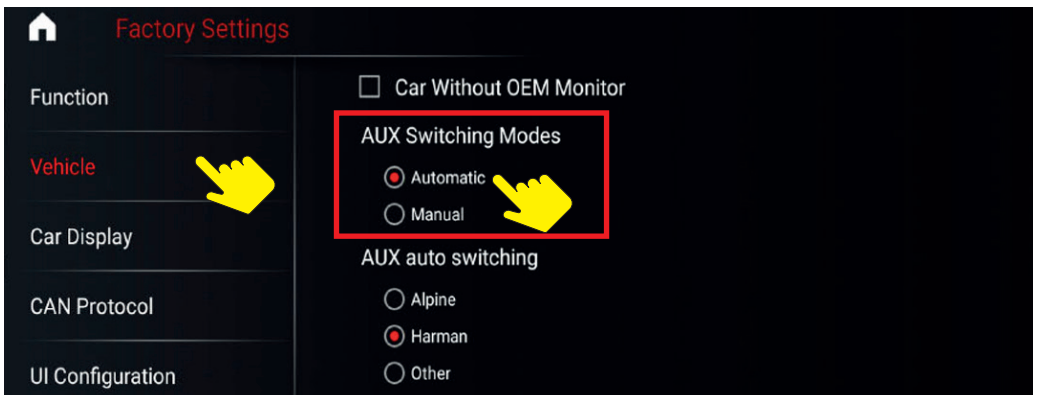 Factory Settings
Function
Vehicle
Car Display
CAN Protocol
UI Configuration
Car Without OEM Monitor
AUX Switching Modes
Automatic
Manual
AUX auto switching
Alpine
Harman
Other